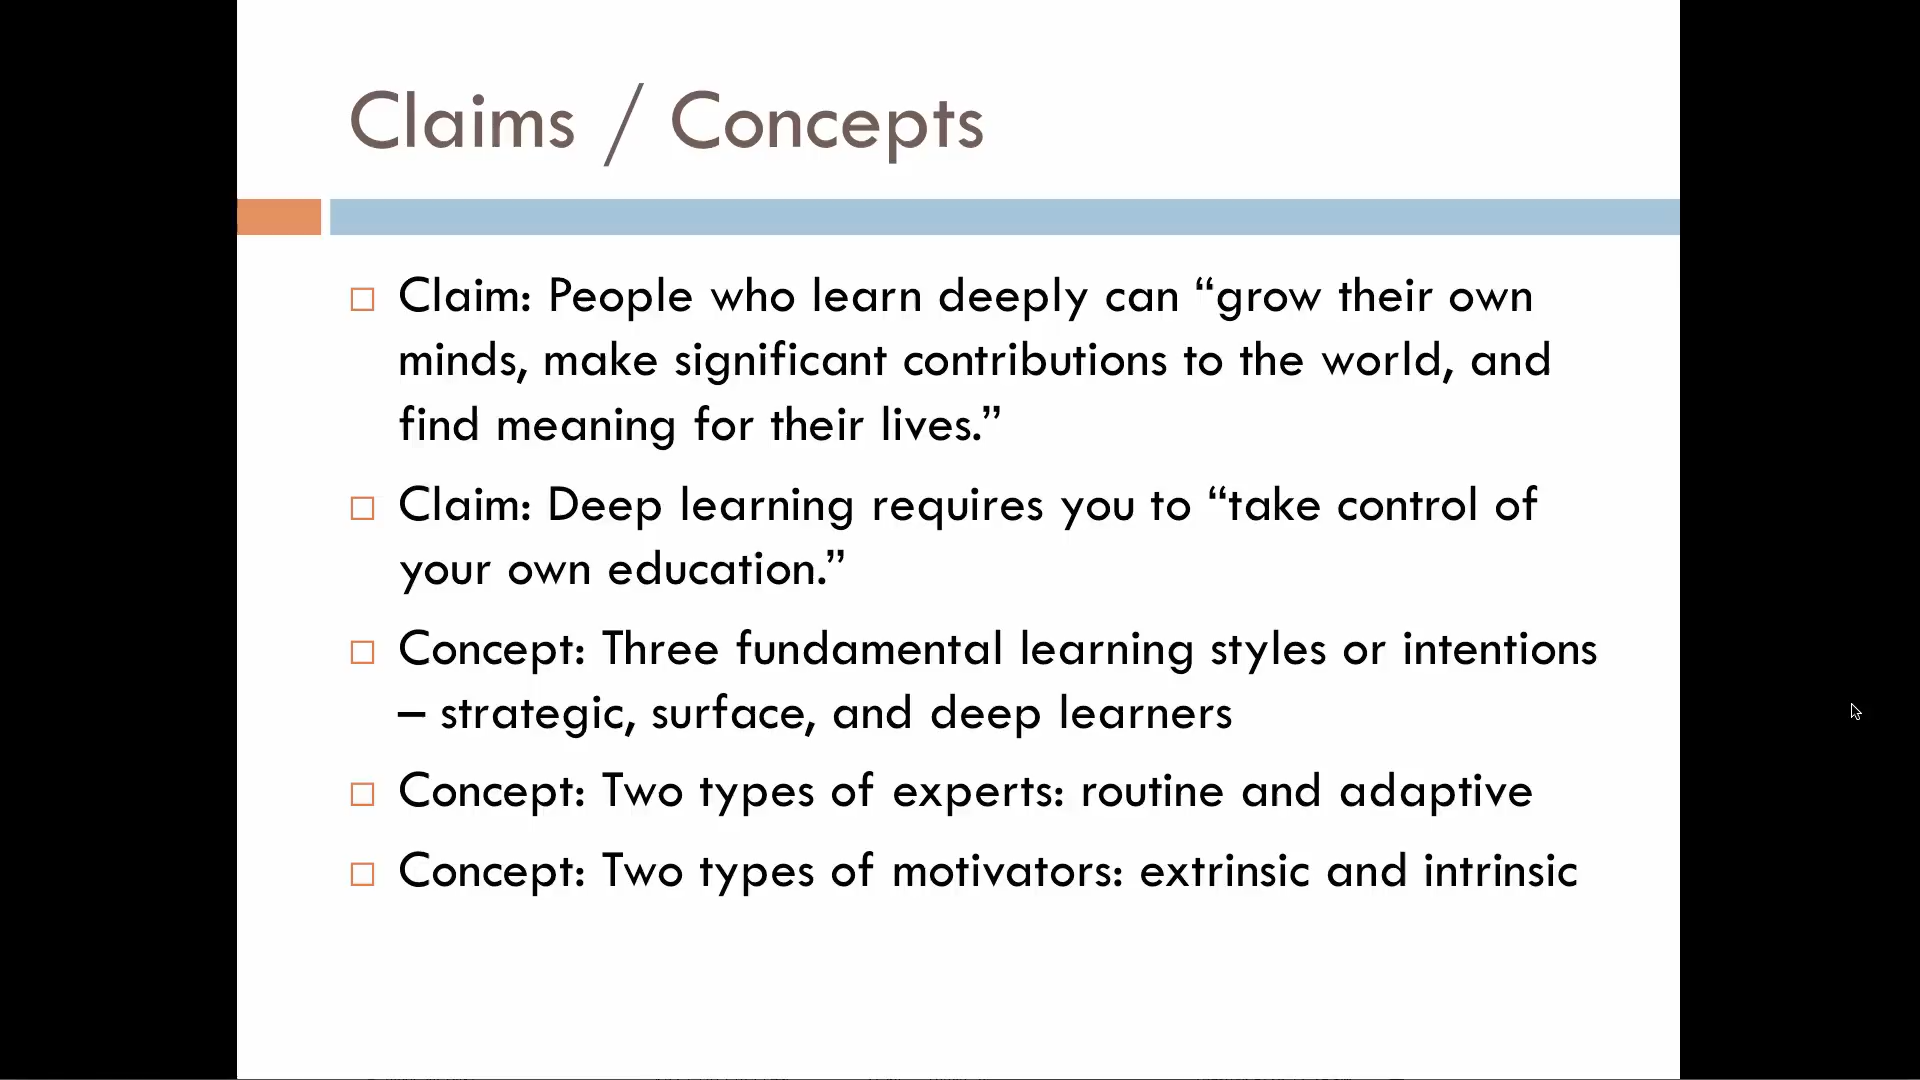 Claims / Concepts
Claim: People who learn deeply can “grow their own
minds, make significant contributions to the world, and
find meaning for their lives.”
Claim: Deep learning requires you to “take control of
your own education.”
Concept: Three fundamental learning styles or intentions
– strategic, surface, and deep learners
Concept: Two types of experts: routine and adaptive
Concept: Two types of motivators: extrinsic and intrinsic